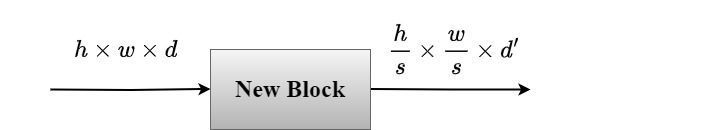 h × w × d
h/s × w/s × d′
New Block